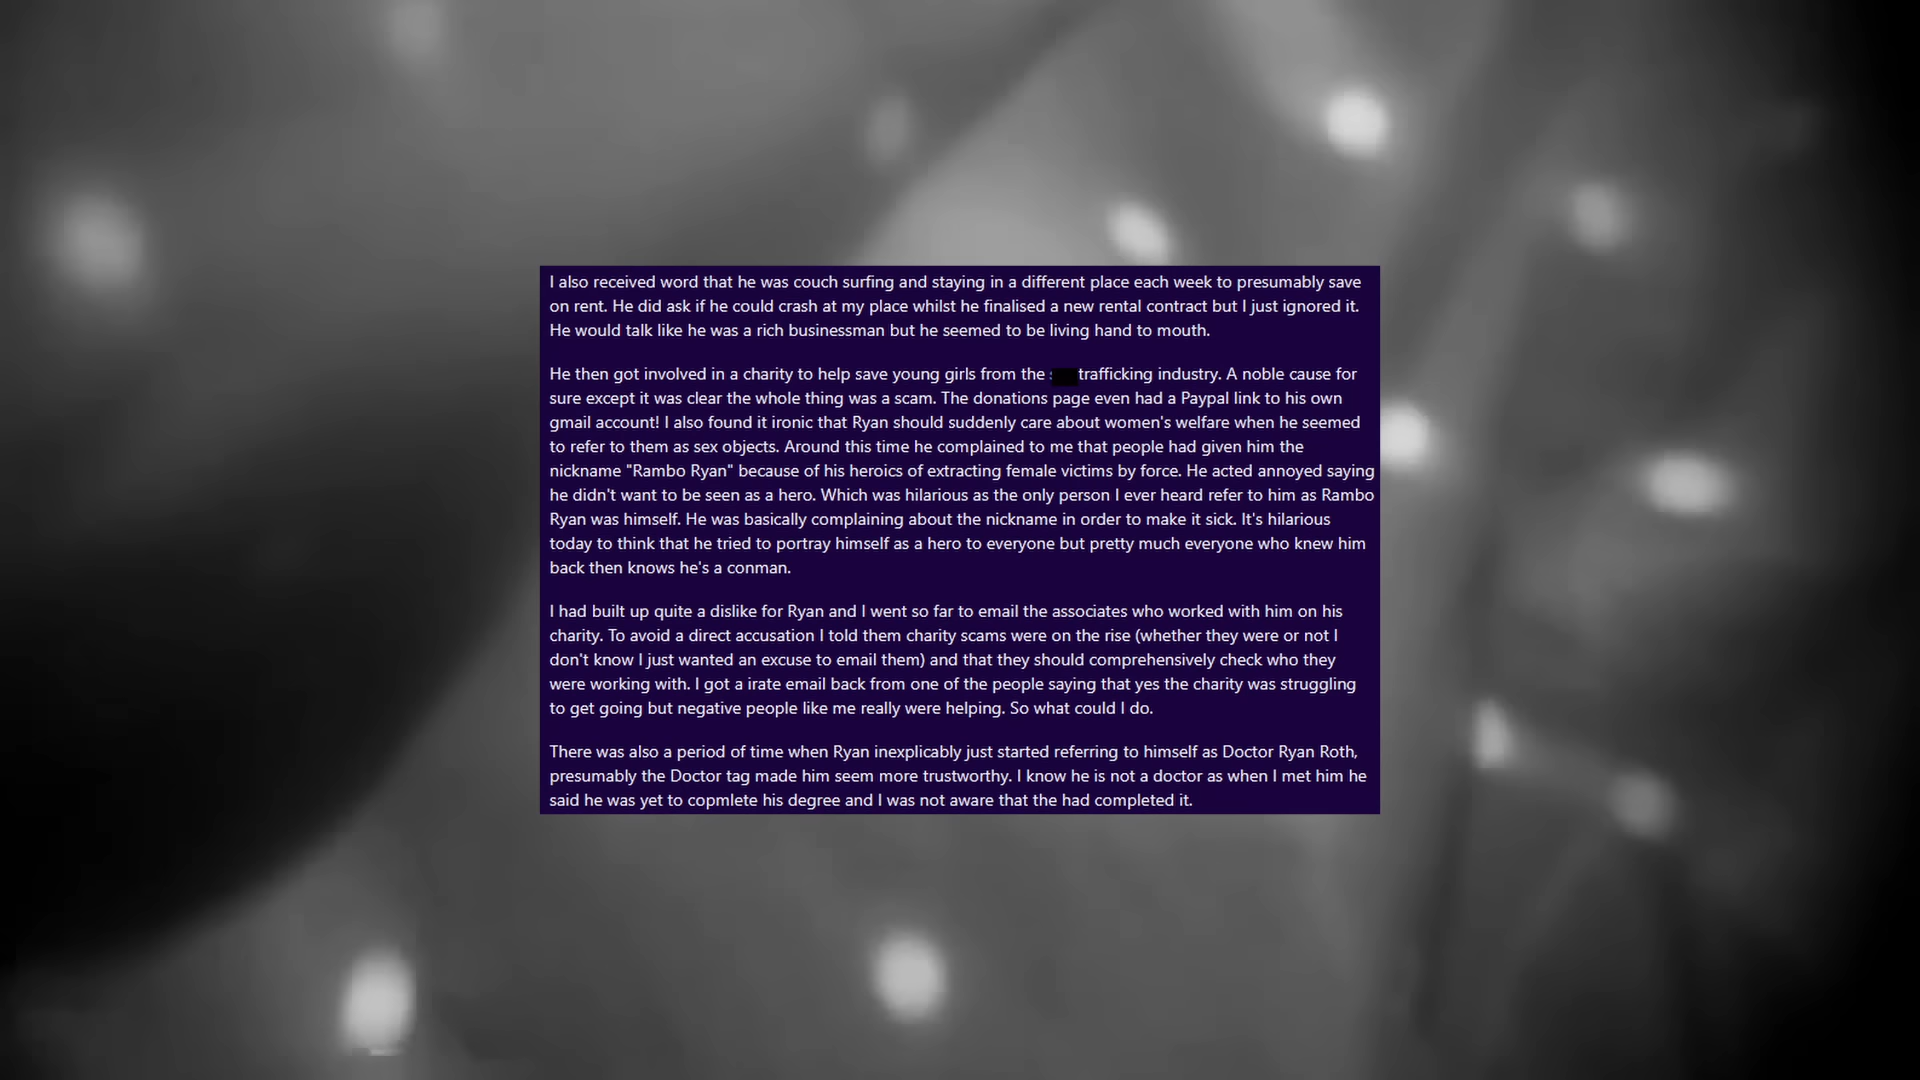 I also received word that he was couch surfing and staying in a different place each week to presumably save
on rent. He did ask if he could crash at my place whilst he finalised a new rental contract but I just ignored it.
He would talk like he was a rich businessman but he seemed to be living hand to mouth.
He then got involved in a charity to help save young girls from the trafficking industry. A noble cause for
sure except it was clear the whole thing was a scam. The donations page even had a Paypal link to his own
gmail account! I also found it ironic that Ryan should suddenly care about women's welfare when he seemed
to refer to them as sex objects. Around this time he complained to me that people had given him the
nickname "Rambo Ryan" because of his heroics of extracting female victims by force. He acted annoyed saying
he didn't want to be seen as a hero. Which was hilarious as the only person I ever heard refer to him as Rambo
Ryan was himself. He was basically complaining about the nickname in order to make it sick. It's hilarious
today to think that he tried to portray himself as a hero to everyone but pretty much everyone who knew him
back then knows he's a conman.
I had built up quite a dislike for Ryan and I went so far to email the associates who worked with him on his
charity. To avoid a direct accusation I told them charity scams were on the rise (whether they were or not I
don't know I just wanted an excuse to email them) and that they should comprehensively check who they
were working with. I got a irate email back from one of the people saying that yes the charity was struggling
to get going but negative people like me really were helping. So what could I do.
There was also a period of time when Ryan inexplicably just started referring to himself as Doctor Ryan Roth,
presumably the Doctor tag made him seem more trustworthy. I know he is not a doctor as when I met him he
said he was yet to copmlete his degree and I was not aware that the had completed it.